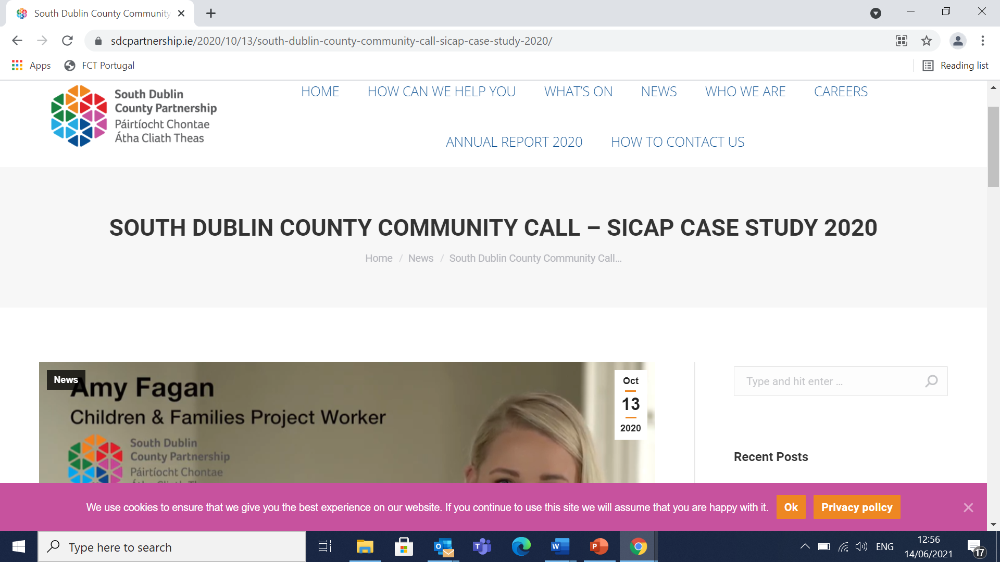 South Dublin County Community
sdcpartnership.ie/2020/10/13/south-dublin-county-community-call-sicap-case-study-2020/
Apps
FCT Portugal
Reading list
South Dublin
County Partnership
Páirtíocht Chontae
Átha Cliath Theas
HOME
HOW CAN WE HELP YOU
WHAT'S ON
NEWS
WHO WE ARE
CAREERS
ANNUAL REPORT 2020
HOW TO CONTACT US
SOUTH DUBLIN COUNTY COMMUNITY CALL – SICAP CASE STUDY 2020
Home / News / South Dublin County Community Call...
News
Amy Fagan
Children & Families Project Worker
South Dublin
County Partnership
Páirtíocht Chontae
Oct
13
2020
Type and hit enter ...
Recent Posts
We use cookies to ensure that we give you the best experience on our website. If you continue to use this site we will assume that you are happy with it.
Ok
Privacy policy
Type here to search
ENG
12:56
14/06/2021
17